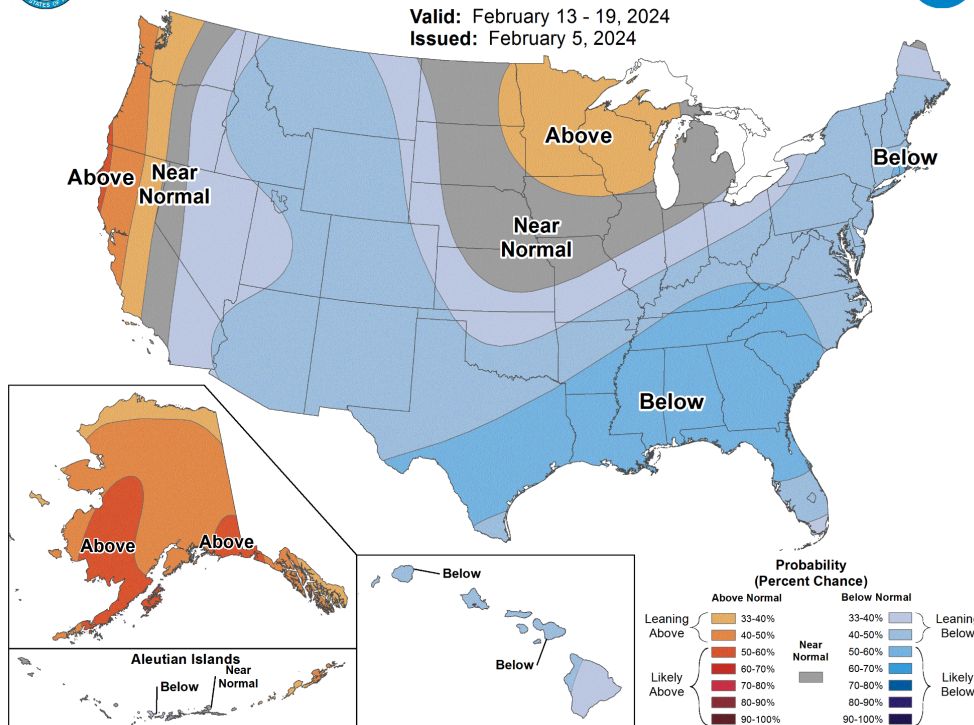 STATES OF
Valid: February 13 - 19, 2024
Issued: February 5, 2024
Above
Near
Normal
Above
Near
Normal
Below
Below
Above
Above
Aleutian Islands
Below
Near
Normal
Below
Below
Probability
(Percent Chance)
Above Normal
Below Normal
Leaning
Above
33-40%
40-50%
Likely
Above
50-60%
60-70%
70-80%
80-90%
90-100%
Near
Normal
33-40%
40-50%
Leaning
Below
50-60%
60-70%
70-80%
80-90%
90-100%
Likely
Below